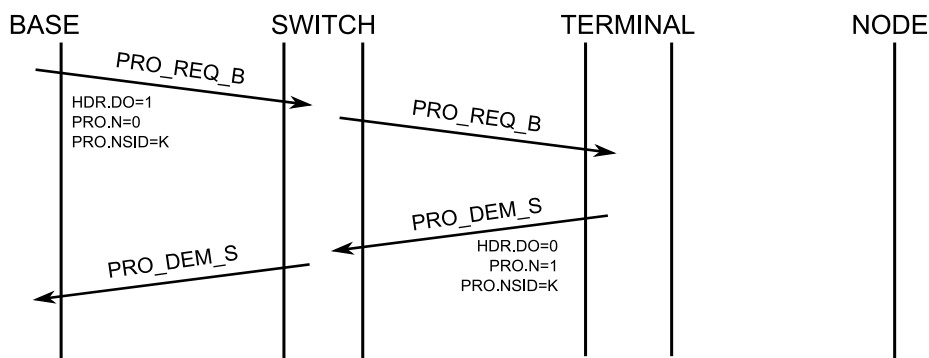 BASE
SWITCH
TERMINAL
NODE
PRO_REQ_B
HDR.DO=1
PRO.N=0
PRO.NSID=K
PRO_REQ_B
PRO_DEM_S
HDR.DO=0
PRO.N=1
PRO.NSID=K
PRO_DEM_S